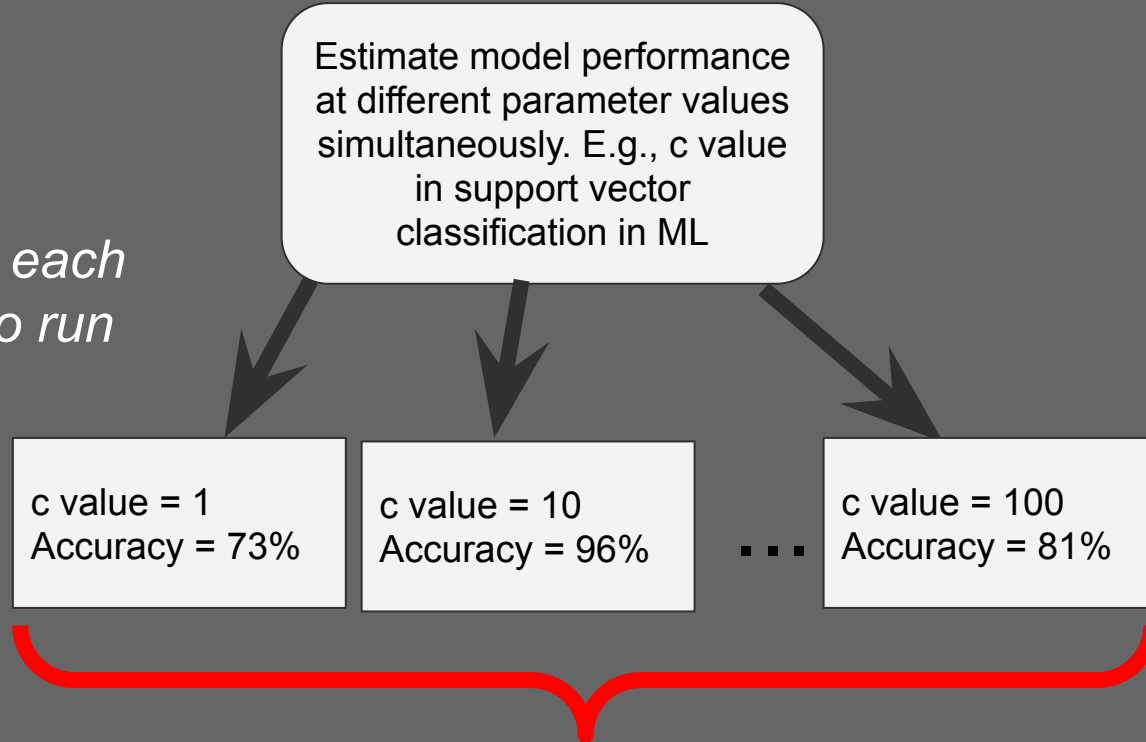 Estimate model performance
at different parameter values
simultaneously. E.g., c value
in support vector
classification in ML
each
o run
c value = 1
Accuracy = 73%
c value = 10
Accuracy = 96%
...
c value = 100
Accuracy = 81%